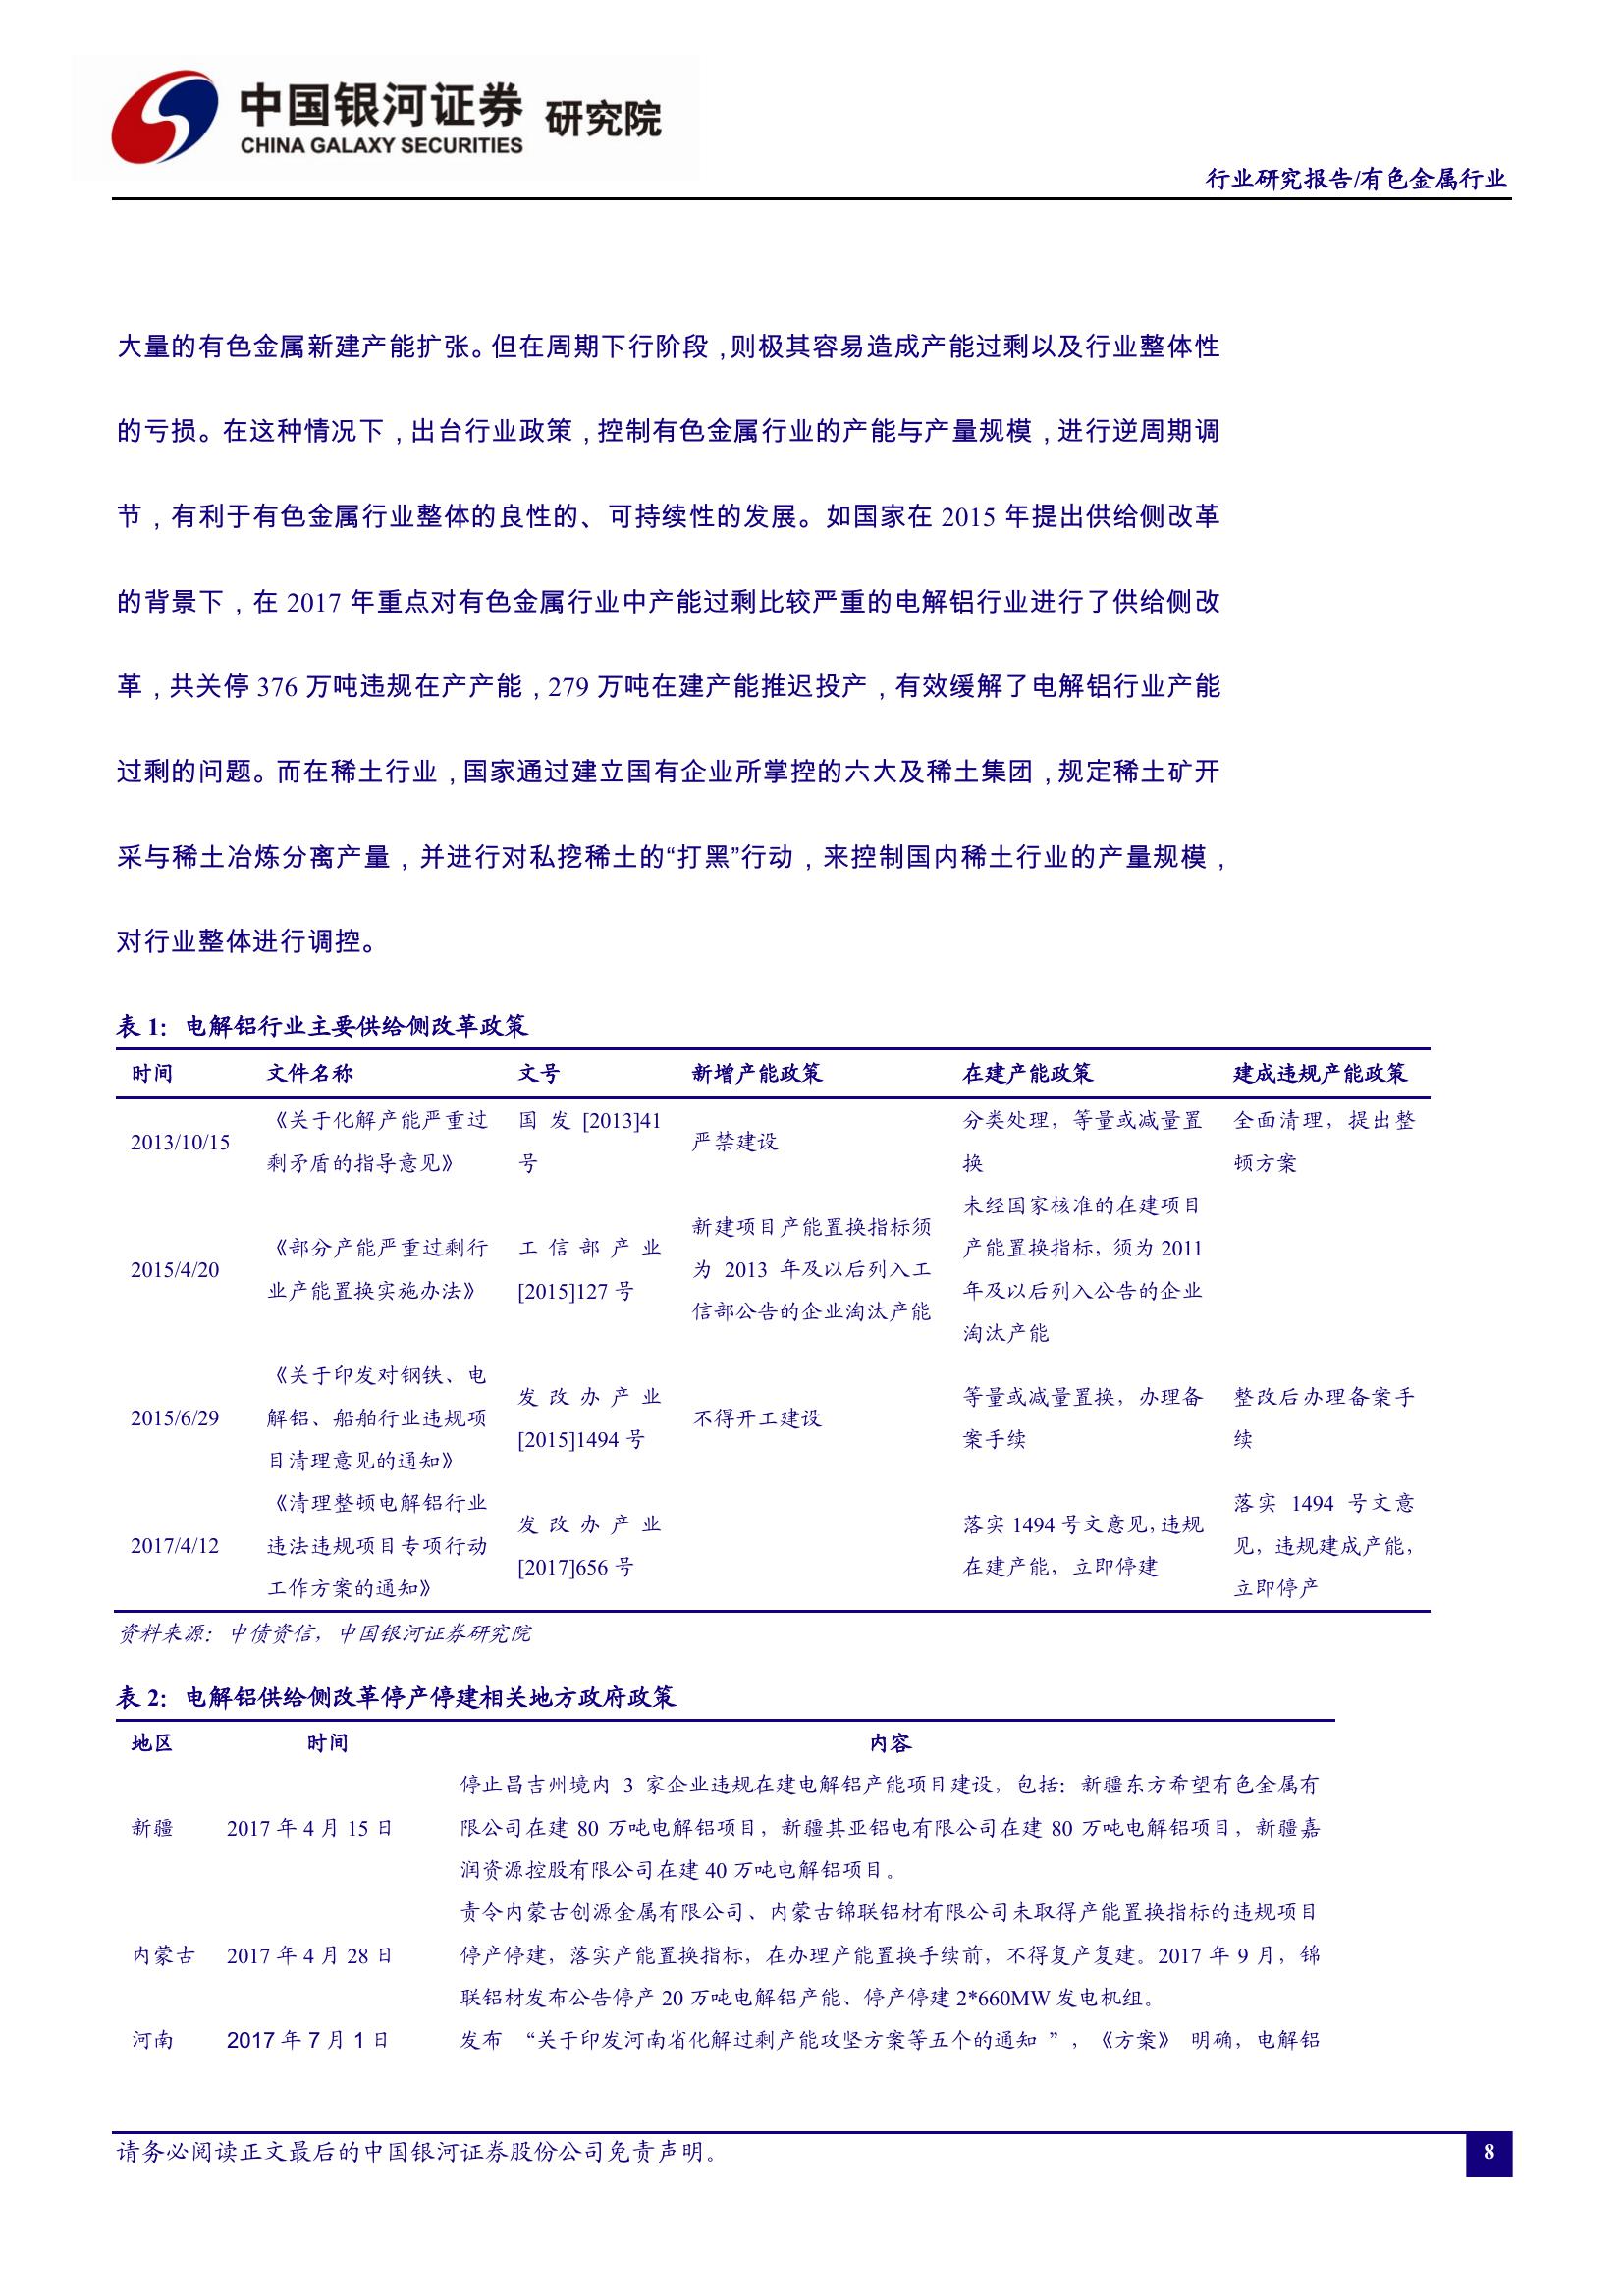 中国银河证券 研究院
CHINA GALAXY SECURITIES
行业研究报告/有色金属行业
大量的有色金属新建产能扩张。但在周期下行阶段,则极其容易造成产能过剩以及行业整体性
的亏损。在这种情况下,出台行业政策,控制有色金属行业的产能与产量规模,进行逆周期调
节,有利于有色金属行业整体的良性的、可持续性的发展。如国家在 2015 年提出供给侧改革
的背景下,在 2017 年重点对有色金属行业中产能过剩比较严重的电解铝行业进行了供给侧改
革,共关停 376 万吨违规在产产能,279 万吨在建产能推迟投产,有效缓解了电解铝行业产能
过剩的问题。而在稀土行业,国家通过建立国有企业所掌控的六大及稀土集团,规定稀土矿开
采与稀土冶炼分离产量,并进行对私挖稀土的“打黑”行动,来控制国内稀土行业的产量规模,
对行业整体进行调控。
表 1:电解铝行业主要供给侧改革政策
时间 文件名称 文号 新增产能政策 在建产能政策 建成违规产能政策
2013/10/15
《关于化解产能严重过
剩矛盾的指导意见》
国 发 [2013]41
号
严禁建设
分类处理,等量或减量置
换
全面清理,提出整
顿方案
2015/4/20
《部分产能严重过剩行
业产能置换实施办法》
工 信 部 产 业
[2015]127 号
新建项目产能置换指标须
为 2013 年及以后列入工
信部公告的企业淘汰产能
未经国家核准的在建项目
产能置换指标,须为 2011
年及以后列入公告的企业
淘汰产能
2015/6/29
《关于印发对钢铁、电
解铝、船舶行业违规项
目清理意见的通知》
发 改 办 产 业
[2015]1494 号
不得开工建设
等量或减量置换,办理备
案手续
整改后办理备案手
续
2017/4/12
《清理整顿电解铝行业
违法违规项目专项行动
工作方案的通知》
发 改 办 产 业
[2017]656 号
落实 1494 号文意见,违规
在建产能,立即停建
落实 1494 号文意
见,违规建成产能,
立即停产
资料来源:中债资信,中国银河证券研究院
表 2:电解铝供给侧改革停产停建相关地方政府政策
地区 时间 内容
新疆 2017 年 4 月 15 日
停止昌吉州境内 3 家企业违规在建电解铝产能项目建设,包括:新疆东方希望有色金属有
限公司在建 80 万吨电解铝项目,新疆其亚铝电有限公司在建 80 万吨电解铝项目,新疆嘉
润资源控股有限公司在建 40 万吨电解铝项目。
内蒙古 2017 年 4 月 28 日
责令内蒙古创源金属有限公司、内蒙古锦联铝材有限公司未取得产能置换指标的违规项目
停产停建,落实产能置换指标,在办理产能置换手续前,不得复产复建。2017 年 9 月,锦
联铝材发布公告停产 20 万吨电解铝产能、停产停建 2*660MW 发电机组。
河南 2017 年 7 月 1 日 发布 “关于印发河南省化解过剩产能攻坚方案等五个的通知 ”,《方案》 明确,电解铝
请务必阅读正文最后的中国银河证券股份公司免责声明。
8